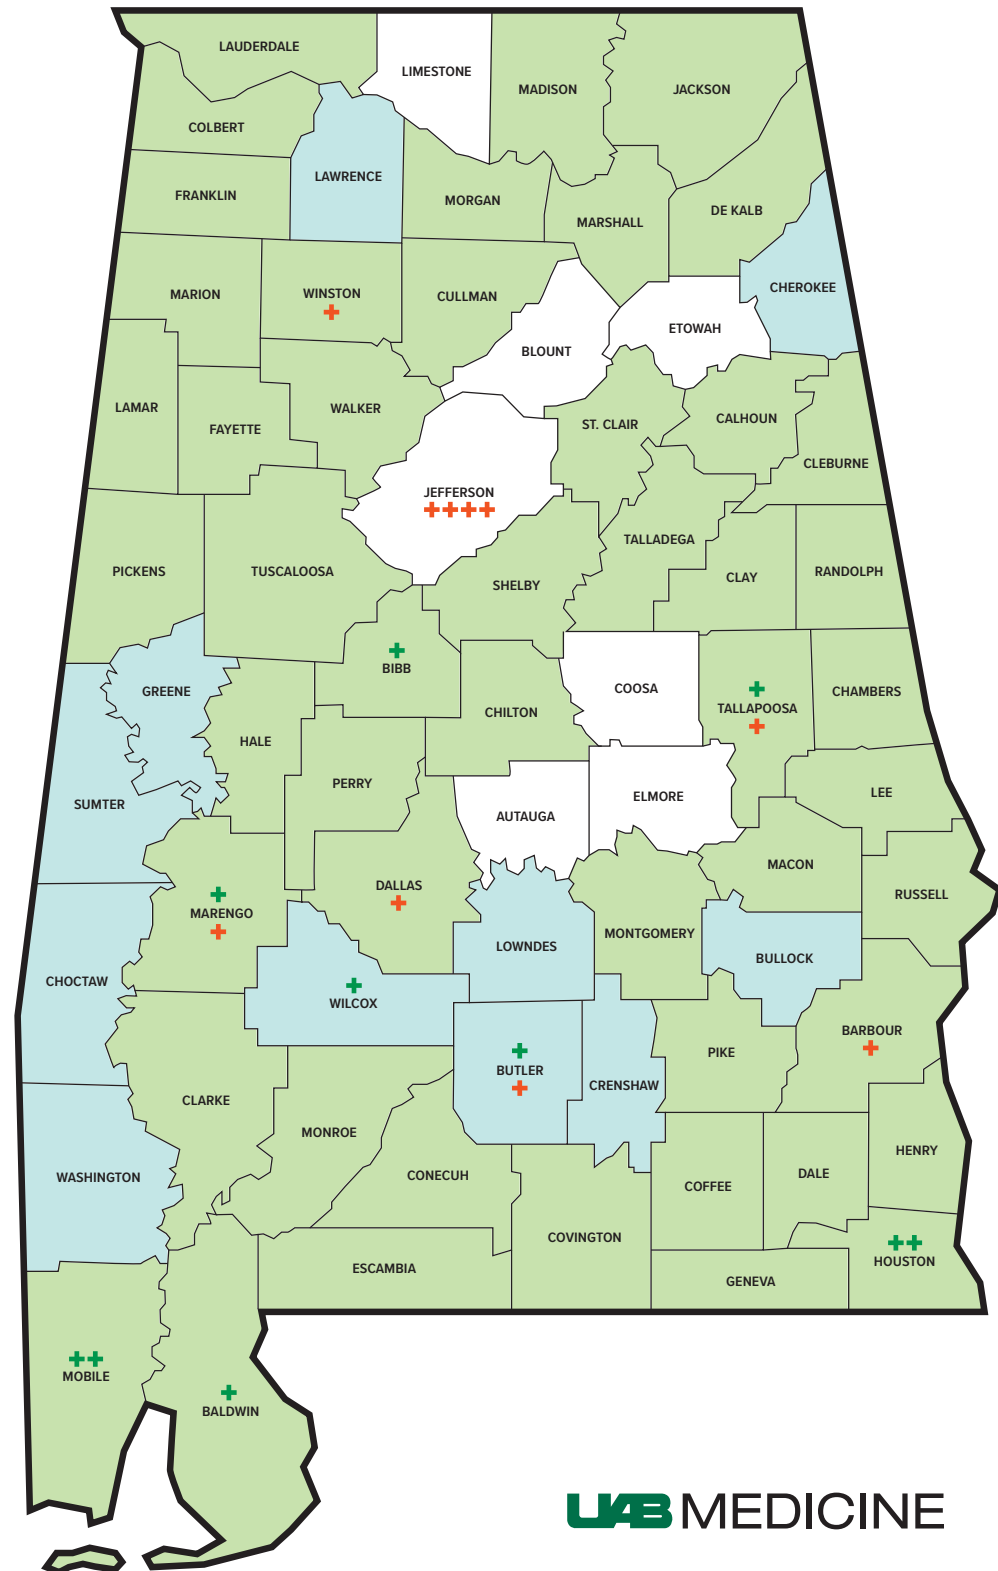 LAUDERDALE
LIMESTONE
MADISON
JACKSON
COLBERT
LAWRENCE
FRANKLIN
MORGAN
MARSHALL
DE KALB
CHEROKEE
MARION
WINSTON
CULLMAN
ETOWAH
BLOUNT
LAMAR
FAYETTE
WALKER
ST. CLAIR
CALHOUN
CLEBURNE
JEFFERSON
TALLADEGA
PICKENS
TUSCALOOSA
SHELBY
CLAY
RANDOLPH
BIBB
GREENE
COOSA
TALLAPOOSA
CHAMBERS
HALE
CHILTON
PERRY
SUMTER
AUTAUGA
ELMORE
LEE
MACON
DALLAS
RUSSELL
MARENGO
LOWNDES
MONTGOMERY
BULLOCK
CHOCTAW
WILCOX
BARBOUR
PIKE
BUTLER
CRENSHAW
CLARKE
MONROE
HENRY
WASHINGTON
CONECUH
COFFEE
DALE
COVINGTON
HOUSTON
ESCAMBIA
GENEVA
MOBILE
BALDWIN
UAB MEDICINE